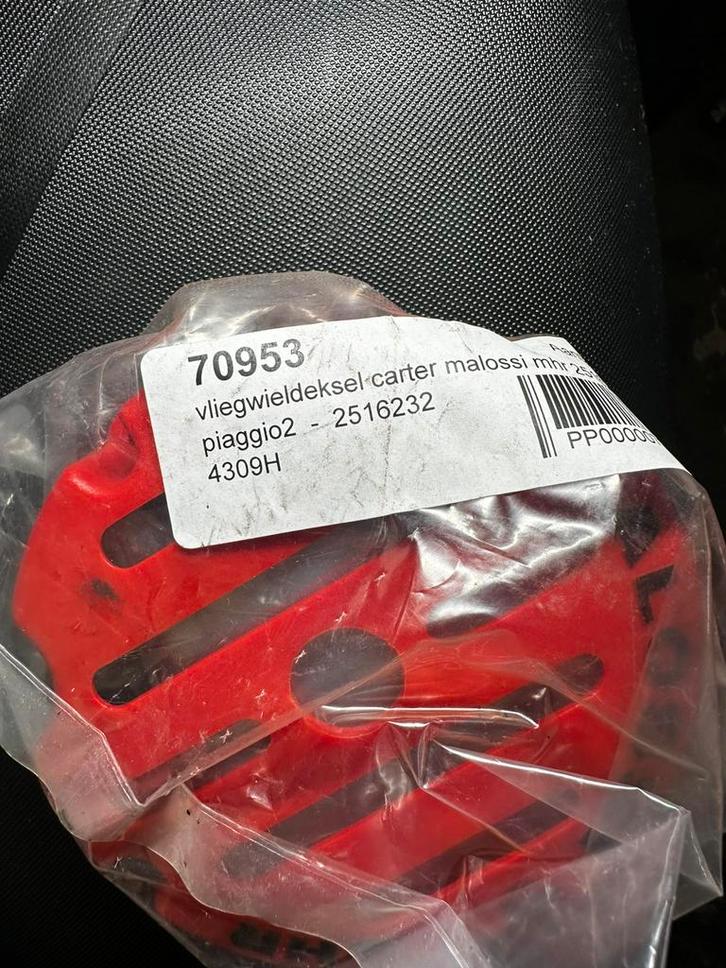 70953
vliegwieldeksel carter malossi mhr
piaggio2 - 2516232
4309H